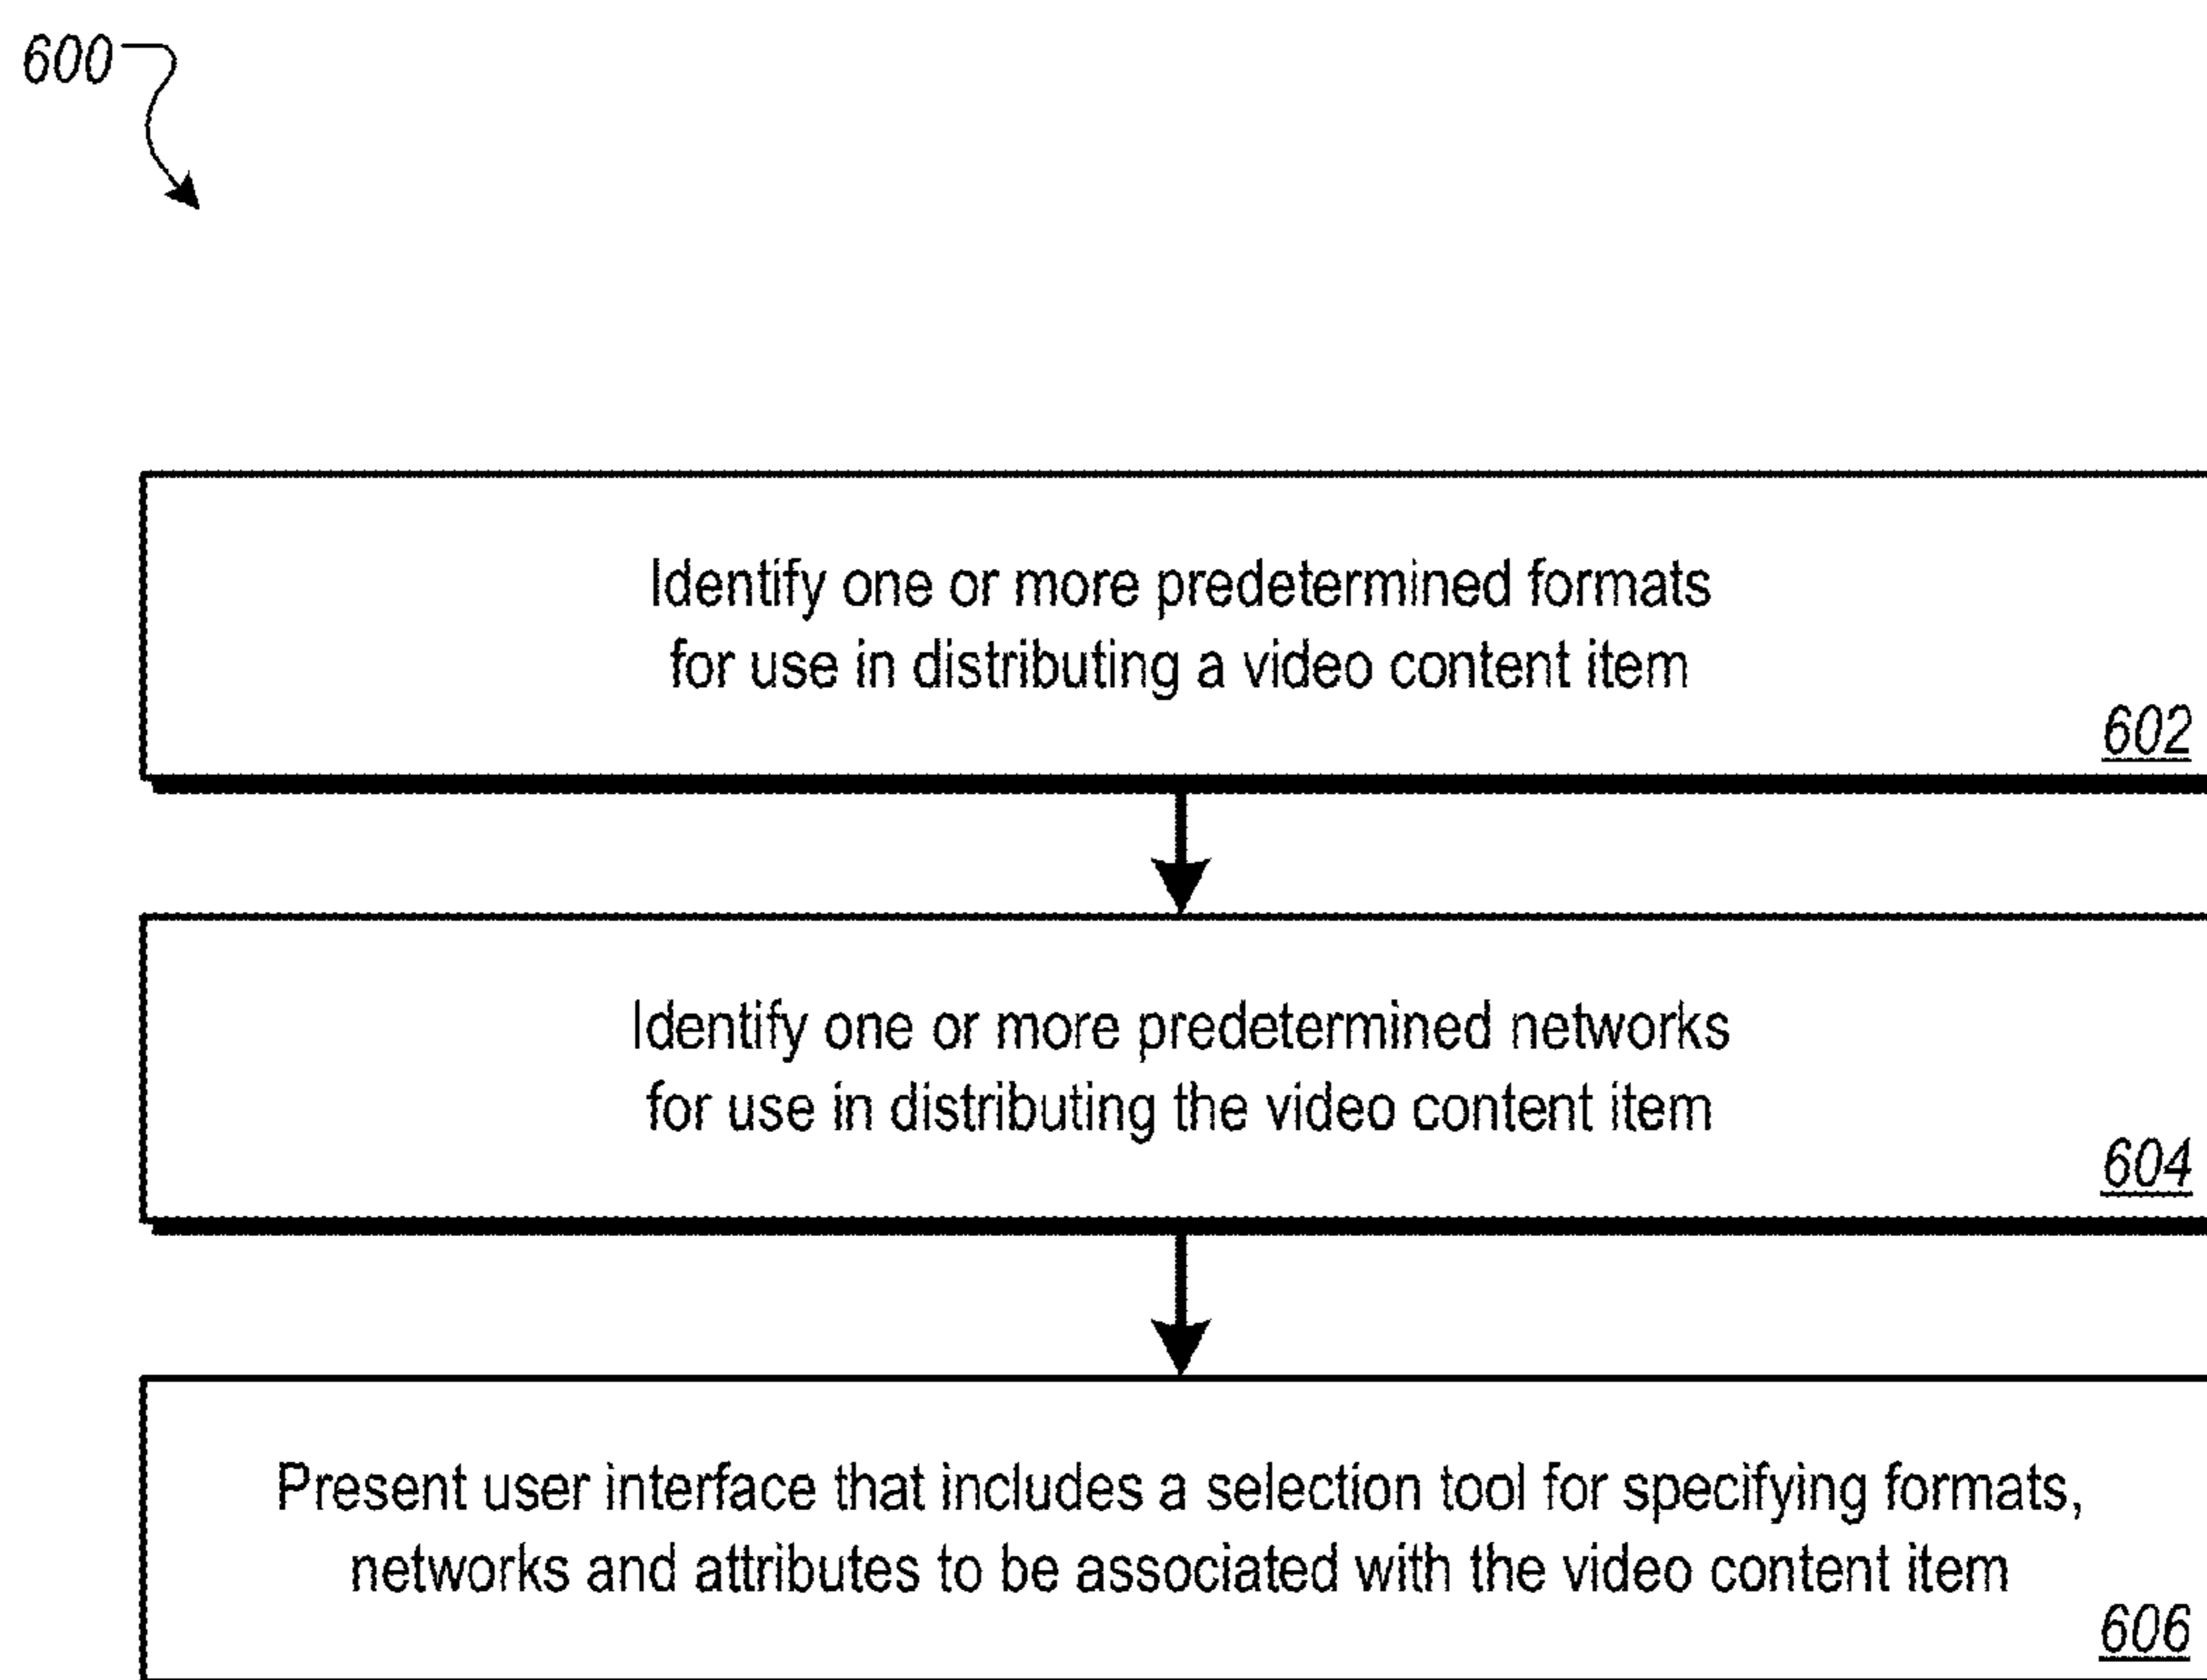 600
Identify one or more predetermined formats
for use in distributing a video content item
602
Identify one or more predetermined networks
for use in distributing the video content item
604
Present user interface that includes a selection tool for specifying formats,
networks and attributes to be associated with the video content item
606